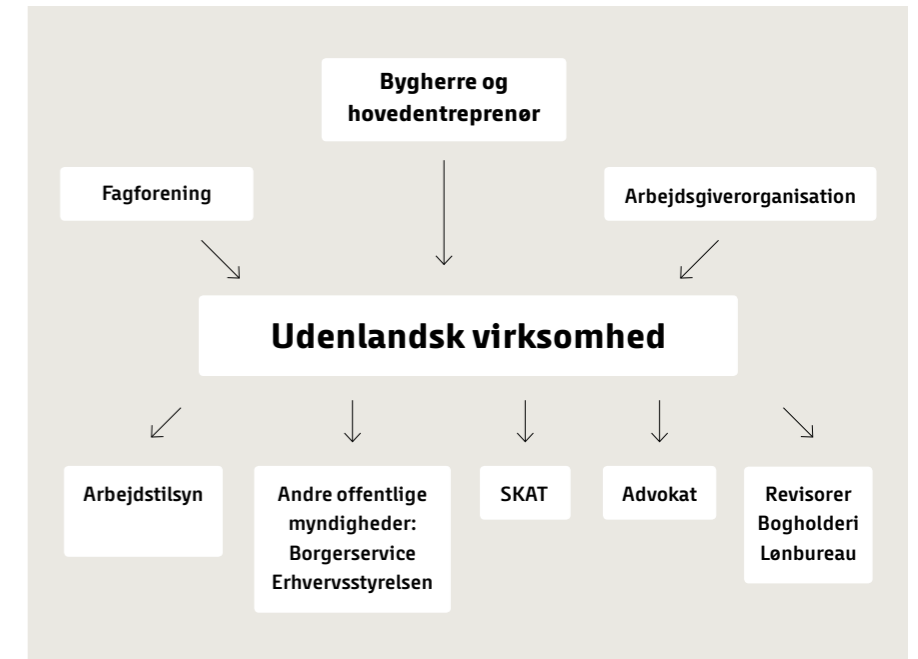 Bygherre og
hovedentreprenør
Fagforening
Arbejdsgiverorganisation
Udenlandsk virksomhed
Arbejdstilsyn
Andre offentlige
myndigheder:
Borgerservice
Erhvervsstyrelsen
SKAT
Advokat
Revisorer
Bogholderi
Lønbureau